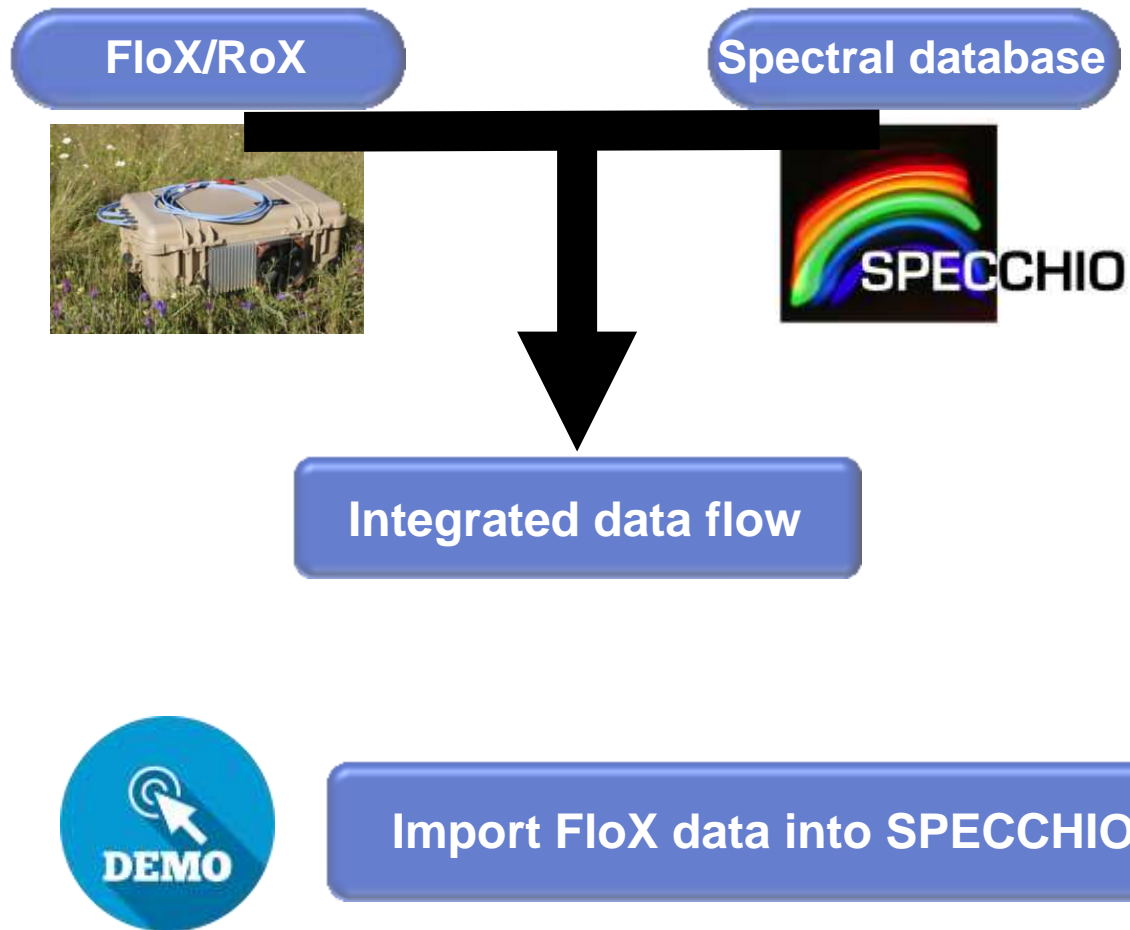 FloX/RoX
Spectral database
SPECCHIO
Integrated data flow
DEMO
Import FloX data into SPECCHIO